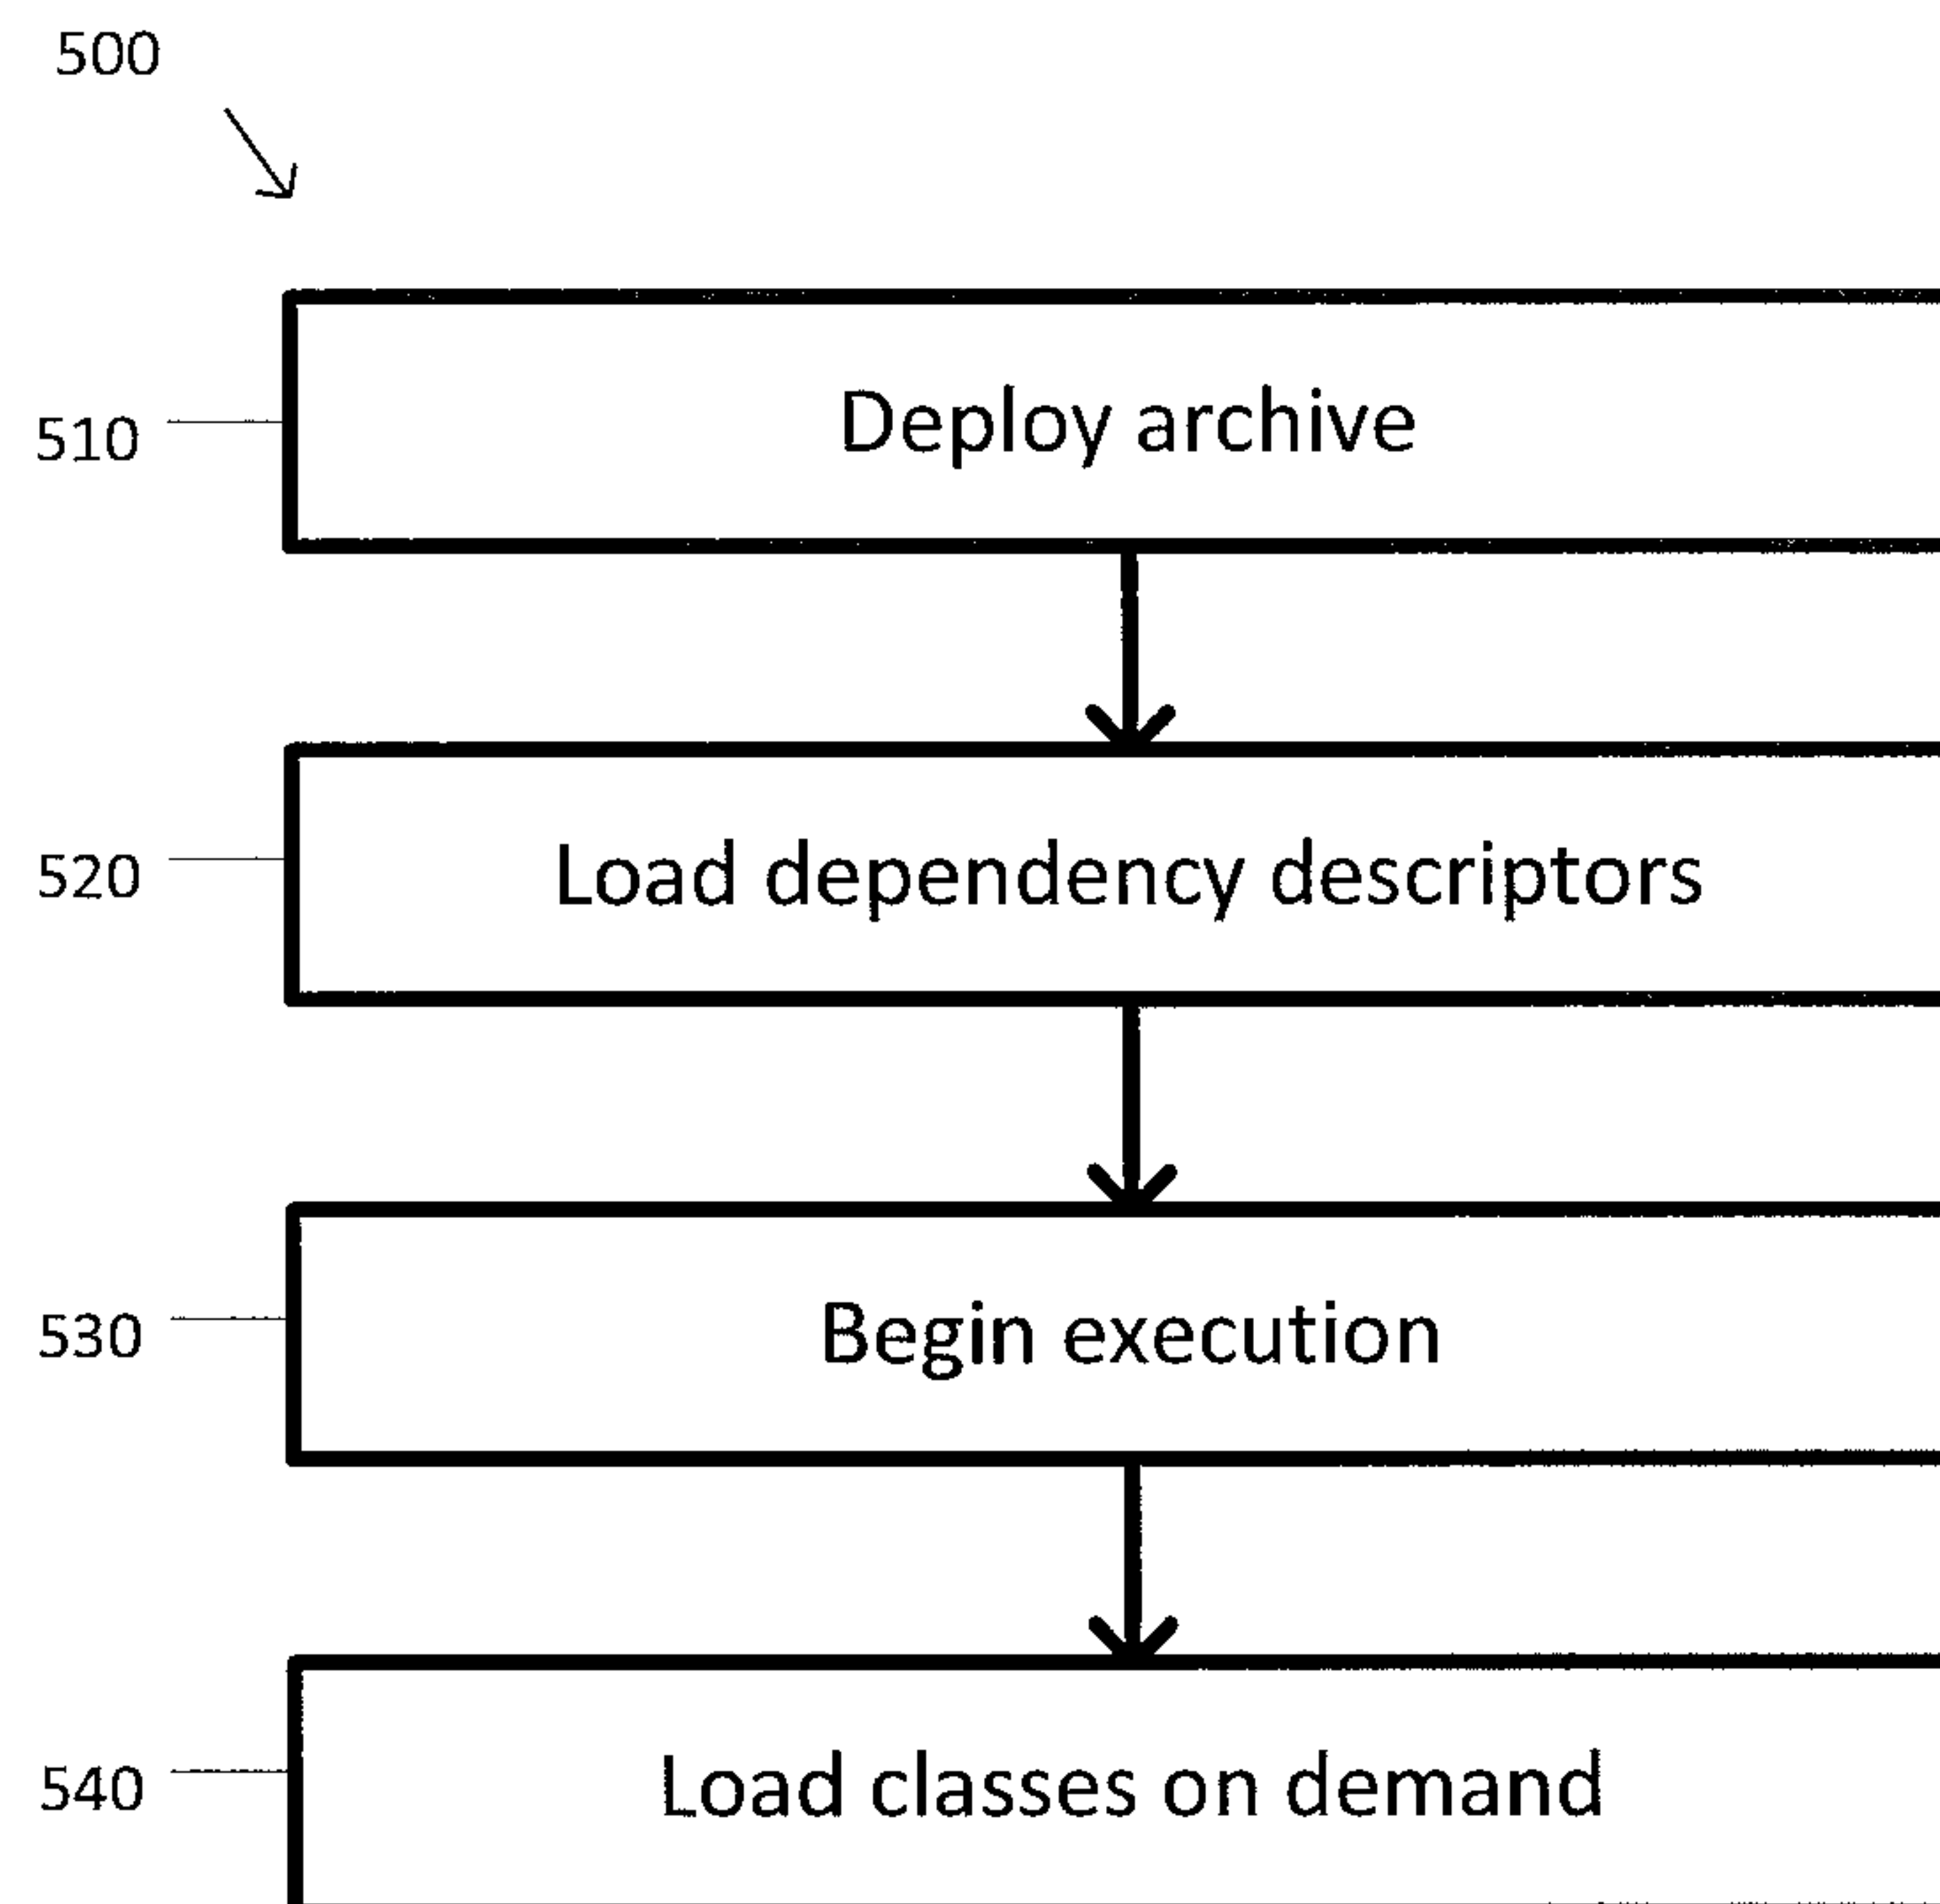 500
510
Deploy archive
520
Load dependency descriptors
530
Begin execution
540
Load classes on demand